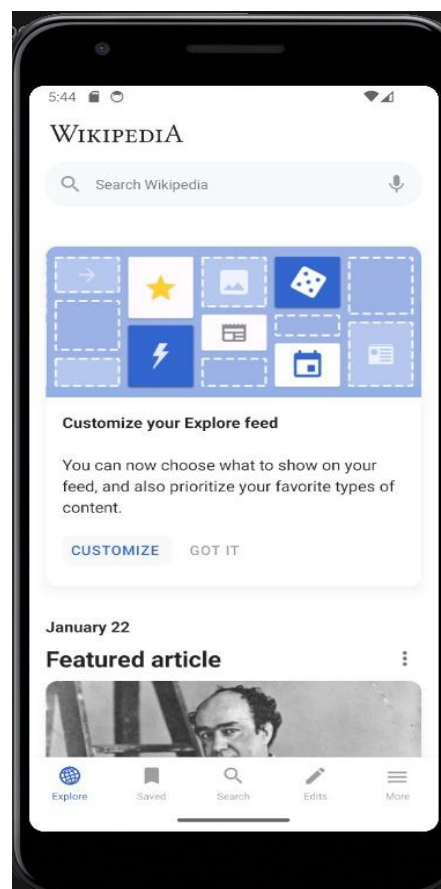 5:44
WIKIPEDIA
Search Wikipedia
Customize your Explore feed
You can now choose what to show on your
feed, and also prioritize your favorite types of
content.
CUSTOMIZE GOT IT
January 22
Featured article
Explore Saved Search Edits More